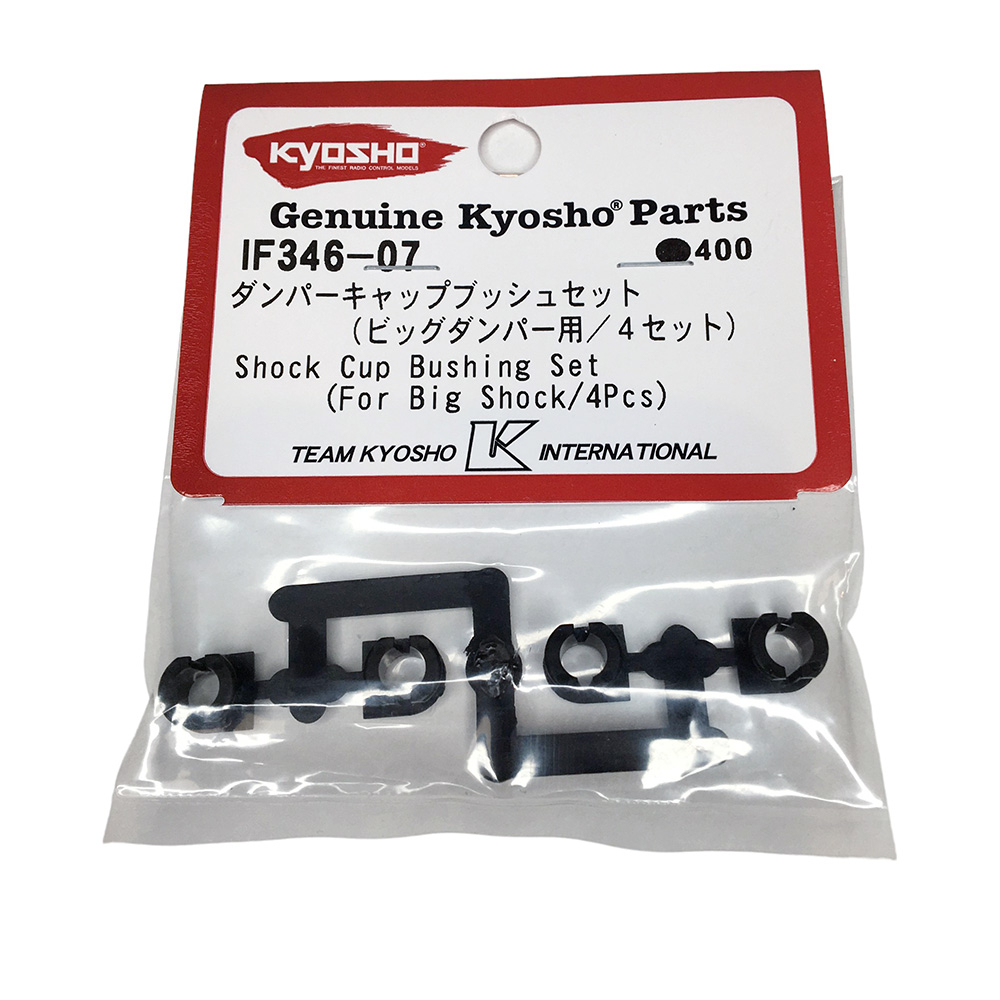 KYOSHO®
THE FINEST RADIO CONTROL MODELS
Genuine Kyosho® Parts
IF346-07 ●400
ダンパーキャップブッシュセット
(ビッグダンパー用/4セット)
Shock Cup Bushing Set
(For Big Shock/4Pcs)
TEAM KYOSHO K INTERNATIONAL